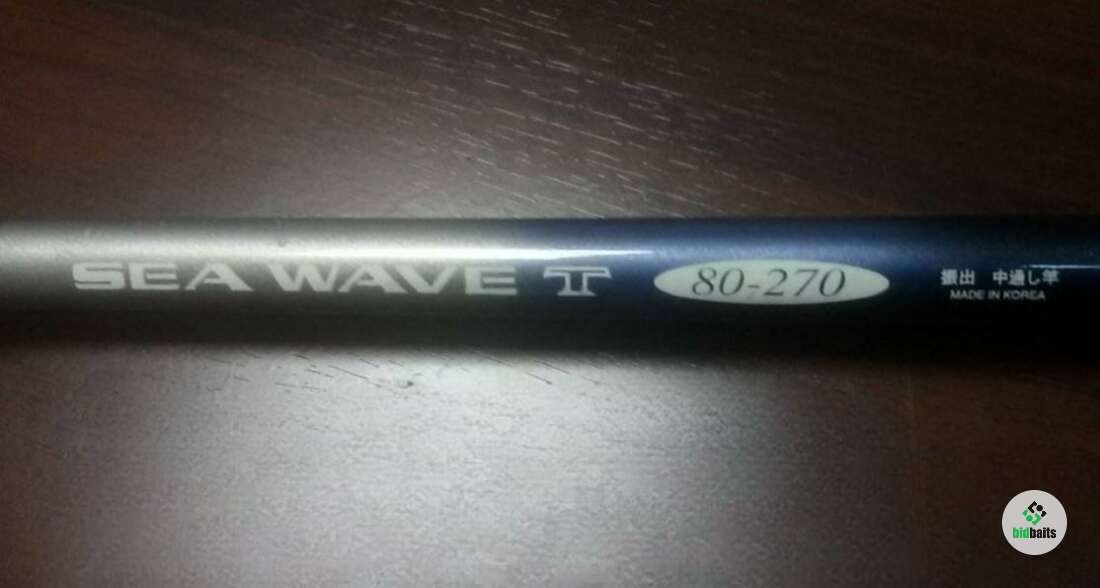 SEA WAVE T 80-270
振出 中通し竿
MADE IN KOREA
bidbaits